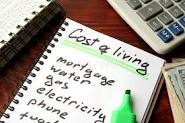 Cost of living
mortgage
water
gas
electricity
phone